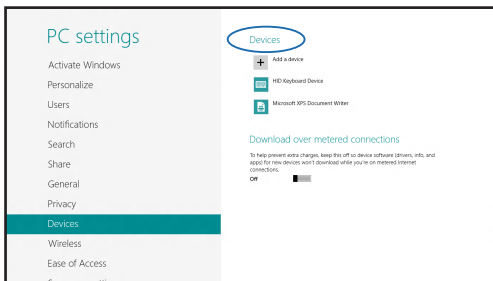 PC settings
Activate Windows
Personalize
Users
Notifications
Search
Share
General
Privacy
Devices
Wireless
Ease of Access
Devices
Add a device
HID Keyboard Device
Microsoft XPS Document Writer
Download over metered connections
To help prevent extra charges, keep this off so device software (drivers, info, and
apps) for new devices won't download while you're on metered Internet
connections.
Off